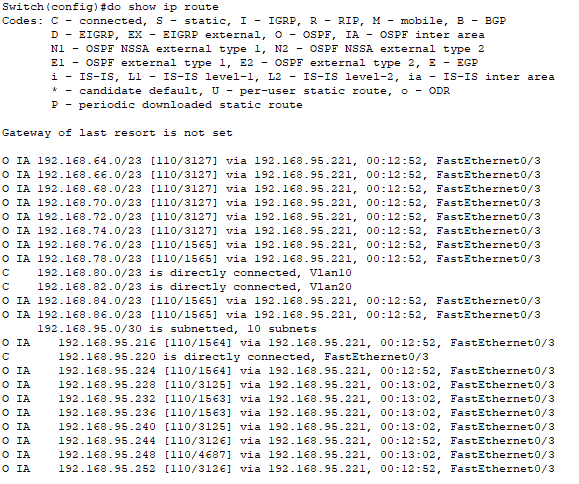 Switch(config)#do show ip route
Codes: C - connected, S - static, I - IGRP, R - RIP, M - mobile, B - BGP
D - EIGRP, EX - EIGRP external, O - OSPF, IA - OSPF inter area
N1 - OSPF NSSA external type 1, N2 - OSPF NSSA external type 2
E1 - OSPF external type 1, E2 - OSPF external type 2, E - EGP
i - IS-IS, L1 - IS-IS level-1, L2 - IS-IS level-2, ia - IS-IS inter area
* - candidate default, U - per-user static route, o - ODR
P - periodic downloaded static route
Gateway of last resort is not set
O IA 192.168.64.0/23 [110/3127] via 192.168.95.221, 00:12:52, FastEthernet0/3
O IA 192.168.66.0/23 [110/3127] via 192.168.95.221, 00:12:52, FastEthernet0/3
O IA 192.168.68.0/23 [110/3127] via 192.168.95.221, 00:12:52, FastEthernet0/3
O IA 192.168.70.0/23 [110/3127] via 192.168.95.221, 00:12:52, FastEthernet0/3
O IA 192.168.72.0/23 [110/3127] via 192.168.95.221, 00:12:52, FastEthernet0/3
O IA 192.168.74.0/23 [110/3127] via 192.168.95.221, 00:12:52, FastEthernet0/3
O IA 192.168.76.0/23 [110/1565] via 192.168.95.221, 00:12:52, FastEthernet0/3
O IA 192.168.78.0/23 [110/1565] via 192.168.95.221, 00:12:52, FastEthernet0/3
C 192.168.80.0/23 is directly connected, Vlan10
C 192.168.82.0/23 is directly connected, Vlan20
O IA 192.168.84.0/23 [110/1565] via 192.168.95.221, 00:12:52, FastEthernet0/3
O IA 192.168.86.0/23 [110/1565] via 192.168.95.221, 00:12:52, FastEthernet0/3
192.168.95.0/30 is subnetted, 10 subnets
O IA 192.168.95.216 [110/1564] via 192.168.95.221, 00:12:52, FastEthernet0/3
C 192.168.95.220 is directly connected, FastEthernet0/3
O IA 192.168.95.224 [110/1564] via 192.168.95.221, 00:12:52, FastEthernet0/3
O IA 192.168.95.228 [110/3125] via 192.168.95.221, 00:13:02, FastEthernet0/3
O IA 192.168.95.232 [110/1563] via 192.168.95.221, 00:13:02, FastEthernet0/3
O IA 192.168.95.236 [110/1563] via 192.168.95.221, 00:13:02, FastEthernet0/3
O IA 192.168.95.240 [110/3125] via 192.168.95.221, 00:13:02, FastEthernet0/3
O IA 192.168.95.244 [110/3126] via 192.168.95.221, 00:12:52, FastEthernet0/3
O IA 192.168.95.248 [110/4687] via 192.168.95.221, 00:13:02, FastEthernet0/3
O IA 192.168.95.252 [110/3126] via 192.168.95.221, 00:12:52, FastEthernet0/3